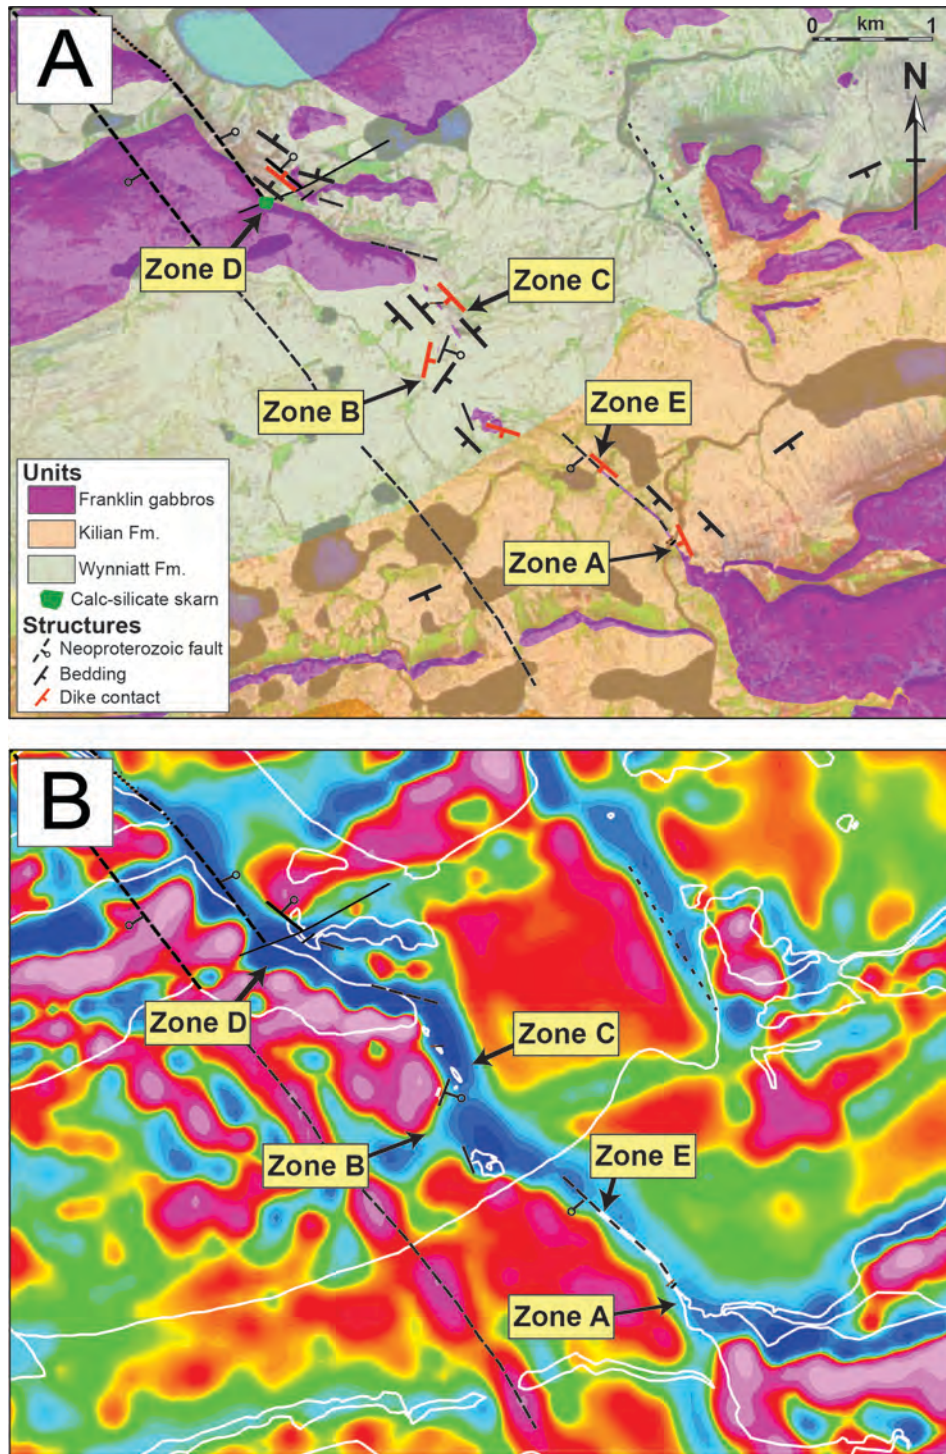 A
0 km 1
N
Zone D
Zone C
Zone B
Zone E
Zone A
Units
Franklin gabbros
Kilian Fm.
Wynniatt Fm.
Calc-silicate skarn
Structures
Neoproterozoic fault
Bedding
Dike contact
B
Zone D
Zone C
Zone B
Zone E
Zone A